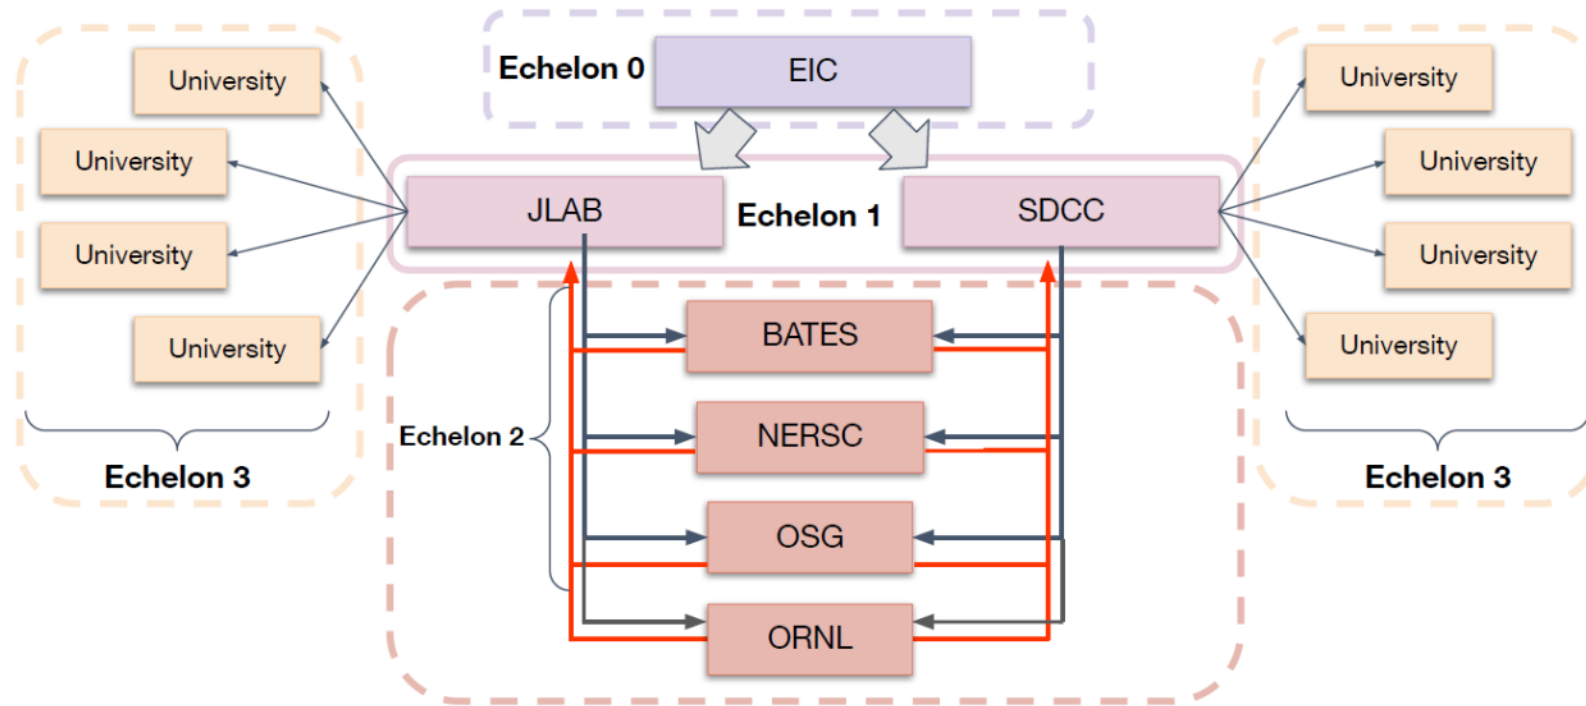 Echelon 0
EIC
University
University
University
University
Echelon 3
JLAB
Echelon 1
SDCC
University
University
University
University
Echelon 3
Echelon 2
BATES
NERSC
OSG
ORNL